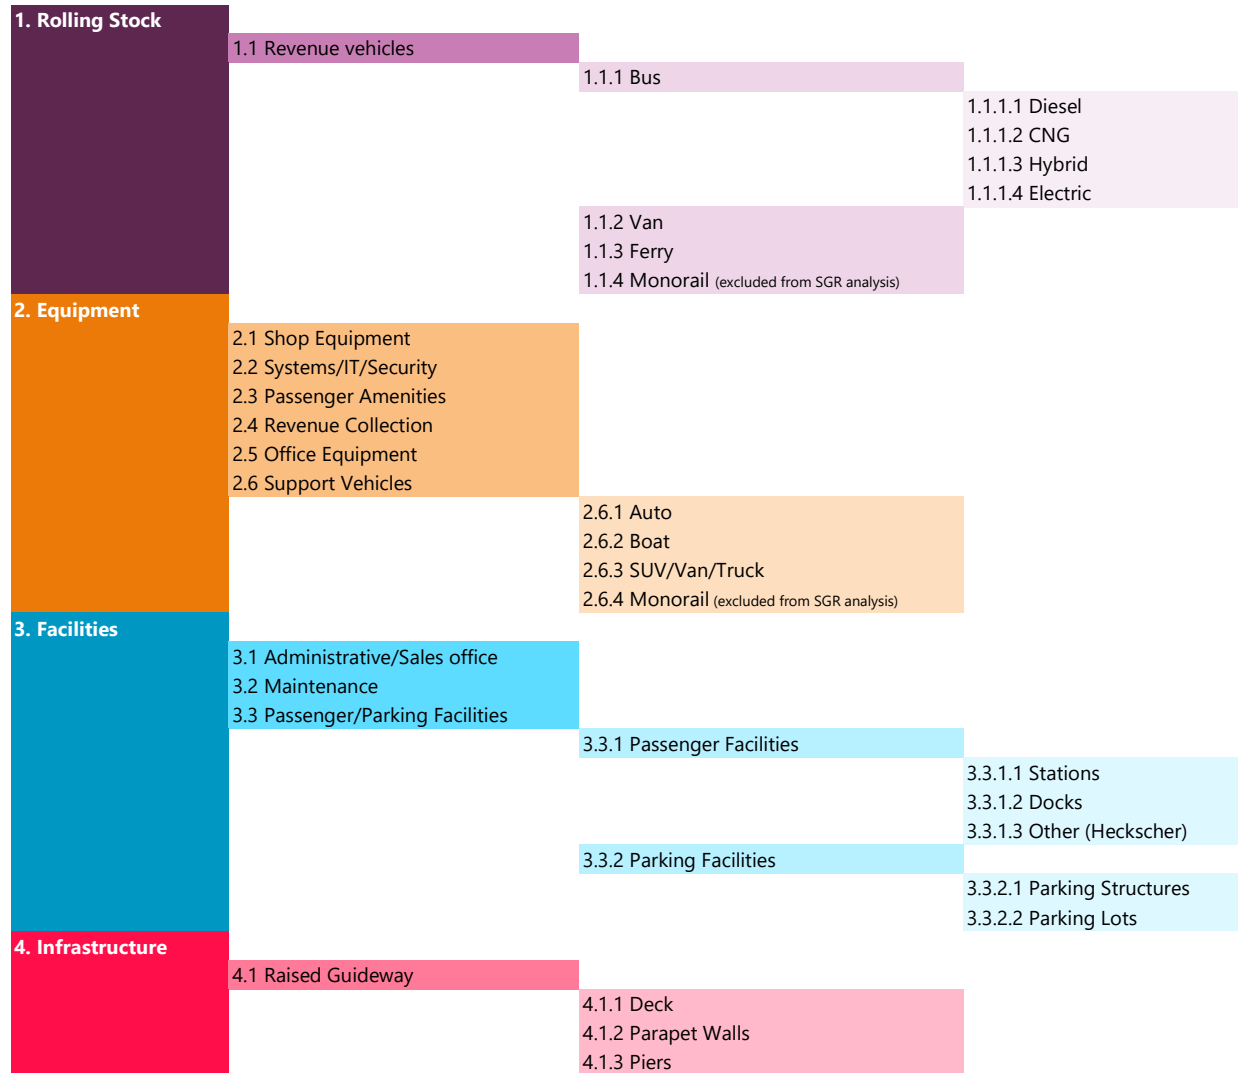 1. Rolling Stock
1.1 Revenue vehicles
1.1.1 Bus
1.1.1.1 Diesel
1.1.1.2 CNG
1.1.1.3 Hybrid
1.1.1.4 Electric
1.1.2 Van
1.1.3 Ferry
1.1.4 Monorail (excluded from SGR analysis)
2. Equipment
2.1 Shop Equipment
2.2 Systems/IT/Security
2.3 Passenger Amenities
2.4 Revenue Collection
2.5 Office Equipment
2.6 Support Vehicles
2.6.1 Auto
2.6.2 Boat
2.6.3 SUV/Van/Truck
2.6.4 Monorail (excluded from SGR analysis)
3. Facilities
3.1 Administrative/Sales office
3.2 Maintenance
3.3 Passenger/Parking Facilities
3.3.1 Passenger Facilities
3.3.1.1 Stations
3.3.1.2 Docks
3.3.1.3 Other (Heckscher)
3.3.2 Parking Facilities
3.3.2.1 Parking Structures
3.3.2.2 Parking Lots
4. Infrastructure
4.1 Raised Guideway
4.1.1 Deck
4.1.2 Parapet Walls
4.1.3 Piers